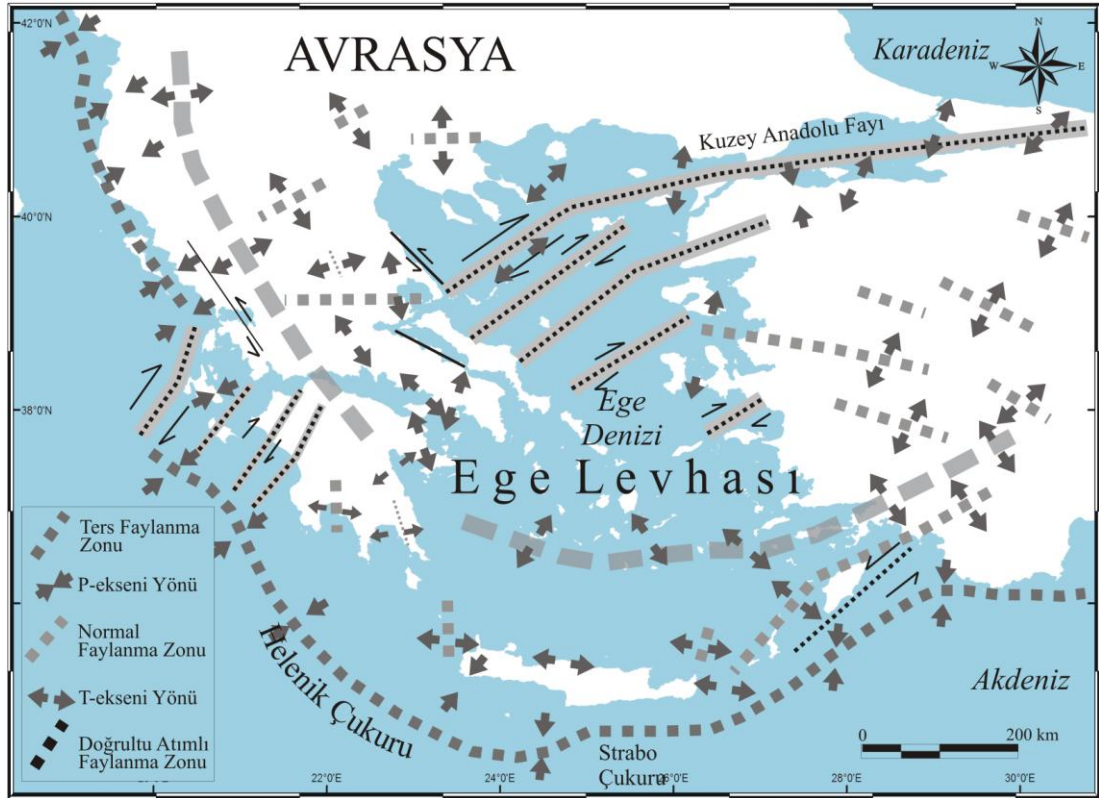 42°0'N
AVRASYA
Karadeniz
N
W
E
S
Kuzey Anadolu Fayı
40°0'N
38°0'N
Ege
Denizi
Ege Levhası
Ters Faylanma
Zonu
P-ekseni Yönü
Normal
Faylanma Zonu
T-ekseni Yönü
Doğrultu Atımlı
Faylanma Zonu
Helenik Çukuru
Strabo
Çukuru
Akdeniz
0
200 km
22°0'E
24°0'E
26°0'E
28°0'E
30°0'E